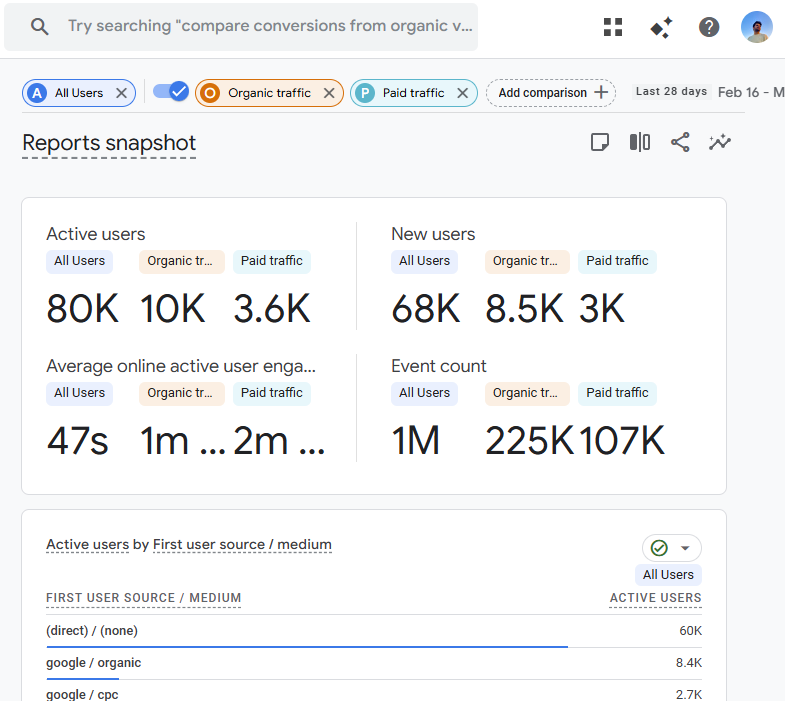 Try searching "compare conversions from organic v...
A All Users
O Organic traffic
P Paid traffic
Add comparison
Last 28 days Feb 16 - M
Reports snapshot
Active users
All Users Organic tr... Paid traffic
80K 10K 3.6K
New users
All Users Organic tr... Paid traffic
68K 8.5K 3K
Average online active user enga...
All Users Organic tr... Paid traffic
47s 1m ... 2m ...
Event count
All Users Organic tr... Paid traffic
1M 225K 107K
Active users by First user source / medium
All Users
FIRST USER SOURCE / MEDIUM ACTIVE USERS
(direct) / (none) 60K
google / organic 8.4K
google / cpc 2.7K